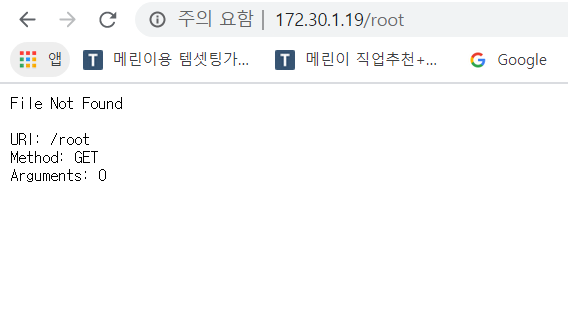 주의 요함 | 172.30.1.19/root
앱 메린이용 템셋팅가... 메린이 직업추천+... Google
File Not Found
URI: /root
Method: GET
Arguments: 0